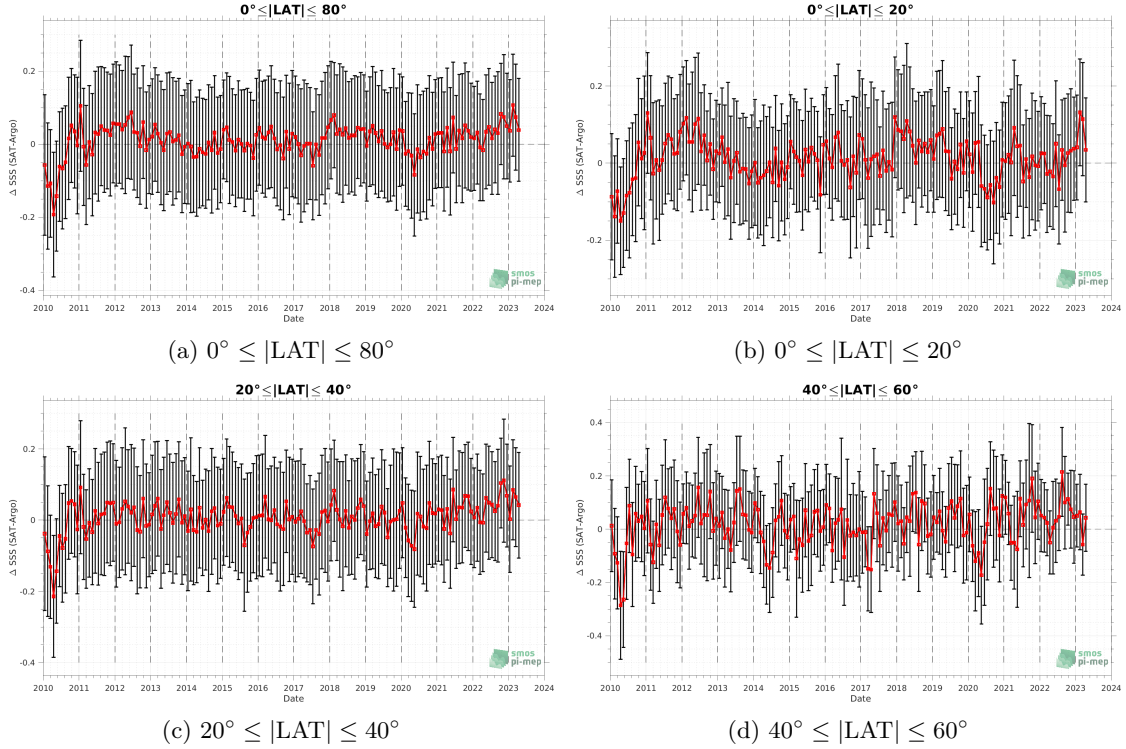 0°≤|LAT|≤ 80°
Δ SSS (SAT-Argo)
0.2
0
-0.2
-0.4
2010 2011 2012 2013 2014 2015 2016 2017 2018 2019 2020 2021 2022 2023 2024
Date
smos
pi-mep
(a) 0° ≤ |LAT| ≤ 80°
0°≤|LAT|≤ 20°
Δ SSS (SAT-Argo)
0.2
0
-0.2
2010 2011 2012 2013 2014 2015 2016 2017 2018 2019 2020 2021 2022 2023 2024
Date
smos
pi-mep
(b) 0° ≤ |LAT| ≤ 20°
20°≤|LAT|≤ 40°
Δ SSS (SAT-Argo)
0.2
0
-0.2
-0.4
2010 2011 2012 2013 2014 2015 2016 2017 2018 2019 2020 2021 2022 2023 2024
Date
smos
pi-mep
(c) 20° ≤ |LAT| ≤ 40°
40°≤|LAT|≤ 60°
Δ SSS (SAT-Argo)
0.4
0.2
0
-0.2
-0.4
2010 2011 2012 2013 2014 2015 2016 2017 2018 2019 2020 2021 2022 2023 2024
Date
smos
pi-mep
(d) 40° ≤ |LAT| ≤ 60°